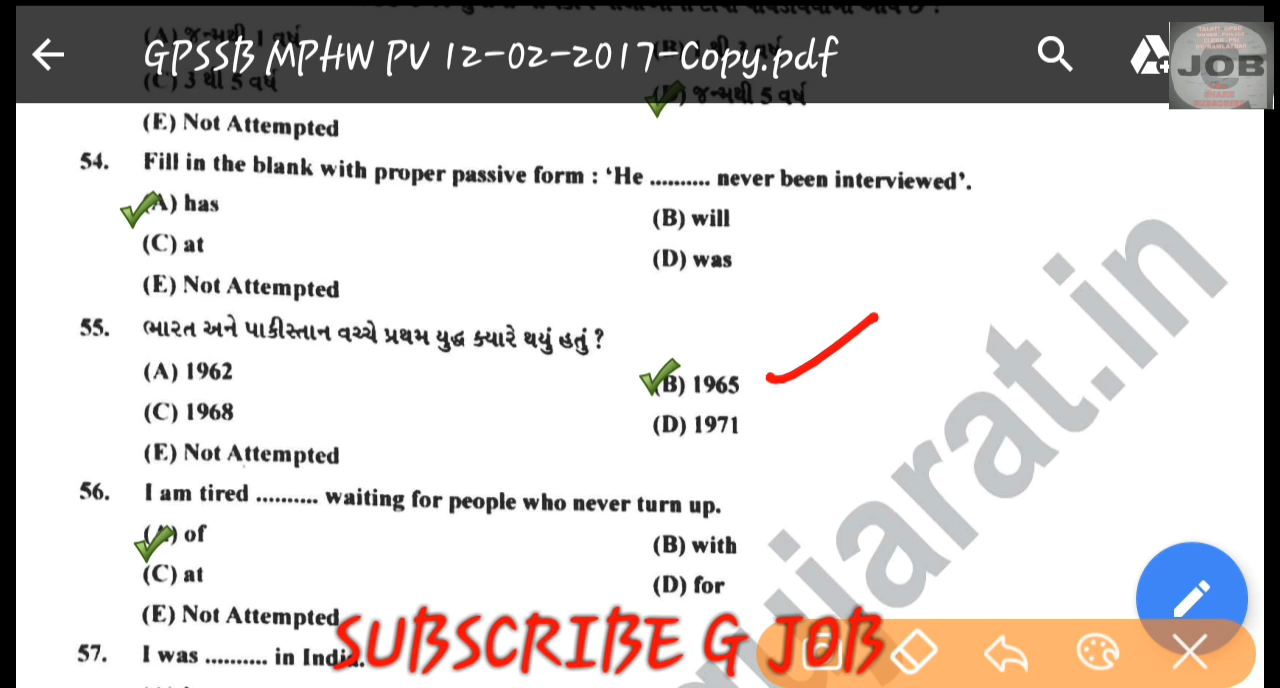 GPSSB MPHW PV 12-02-2017-Copy.pdf
JOB
(C) 3 થી 5 વર્ષ
જન્મથી 5 વર્ષ
(E) Not Attempted
54. Fill in the blank with proper passive form : ‘He .......... never been interviewed’.
(A) has
(B) will
(C) at
(D) was
(E) Not Attempted
55. ભારત અને પાકીસ્તાન વચ્ચે પ્રથમ યુદ્ધ ક્યારે થયું હતું ?
(A) 1962
(B) 1965
(C) 1968
(D) 1971
(E) Not Attempted
56. I am tired .......... waiting for people who never turn up.
(A) of
(B) with
(C) at
(D) for
(E) Not Attempted
57. I was .......... in India.
SUBSCRIBE G JOB
ujarat.in